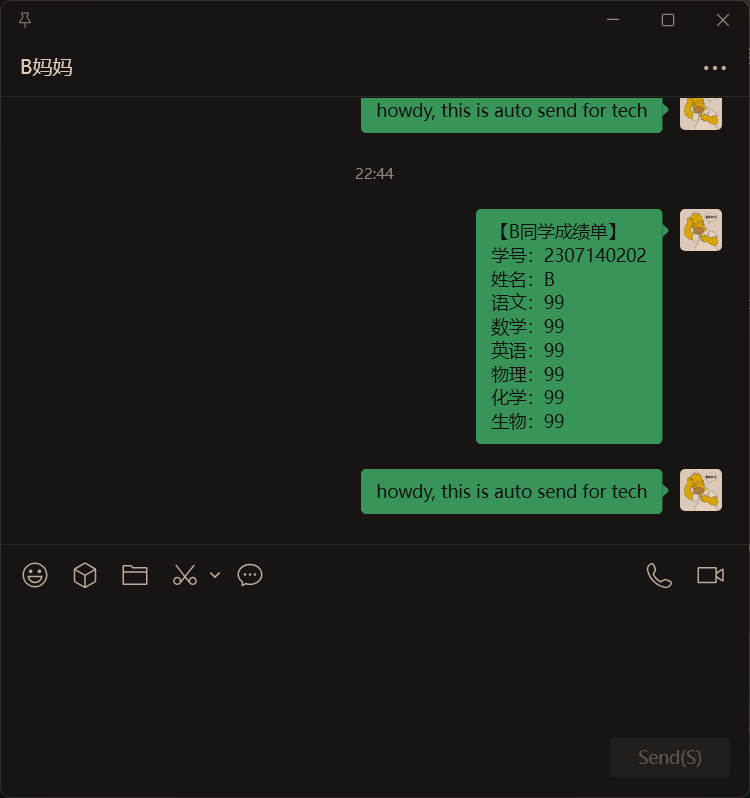 B妈妈
howdy, this is auto send for tech
22:44
【B同学成绩单】
学号：2307140202
姓名：B
语文：99
数学：99
英语：99
物理：99
化学：99
生物：99
howdy, this is auto send for tech
Send(S)